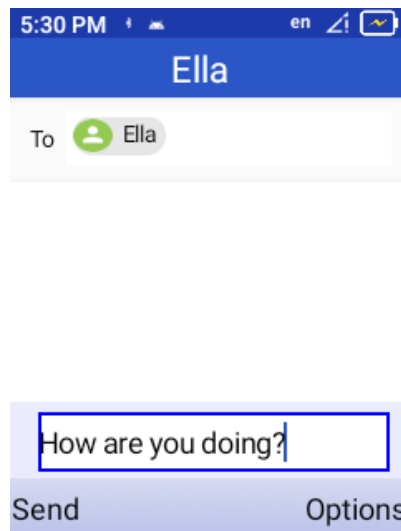 5:30 PM en
Ella
To Ella
How are you doing?
Send Options